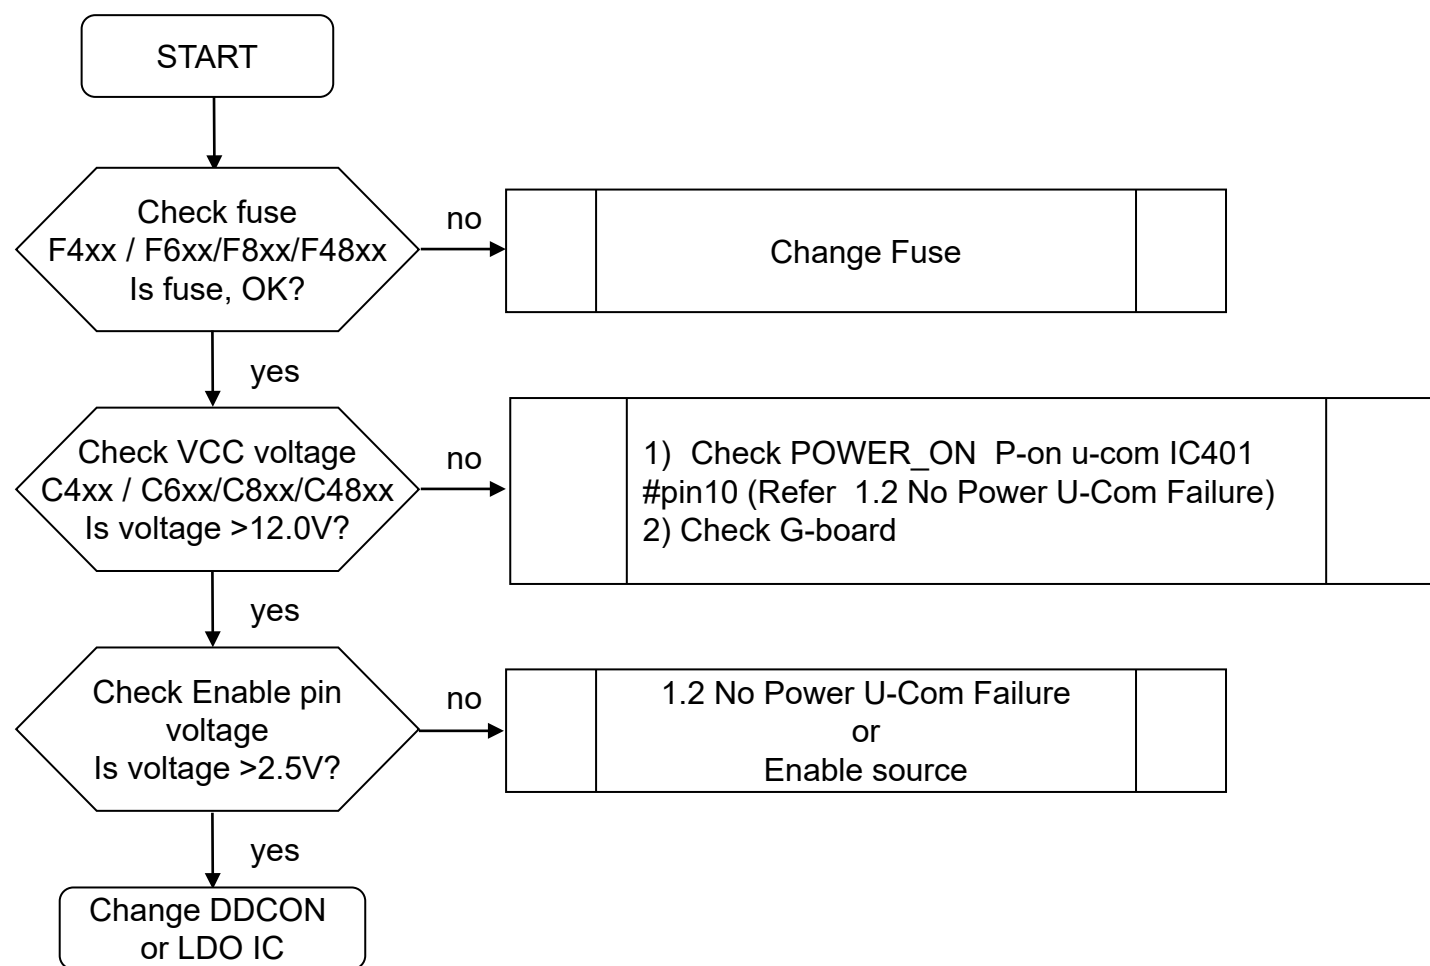 START
Check fuse
F4xx / F6xx/F8xx/F48xx
Is fuse, OK?
no
Change Fuse
yes
Check VCC voltage
C4xx / C6xx/C8xx/C48xx
Is voltage >12.0V?
no
1) Check POWER_ON P-on u-com IC401
#pin10 (Refer 1.2 No Power U-Com Failure)
2) Check G-board
yes
Check Enable pin
voltage
Is voltage >2.5V?
no
1.2 No Power U-Com Failure
or
Enable source
yes
Change DDCON
or LDO IC